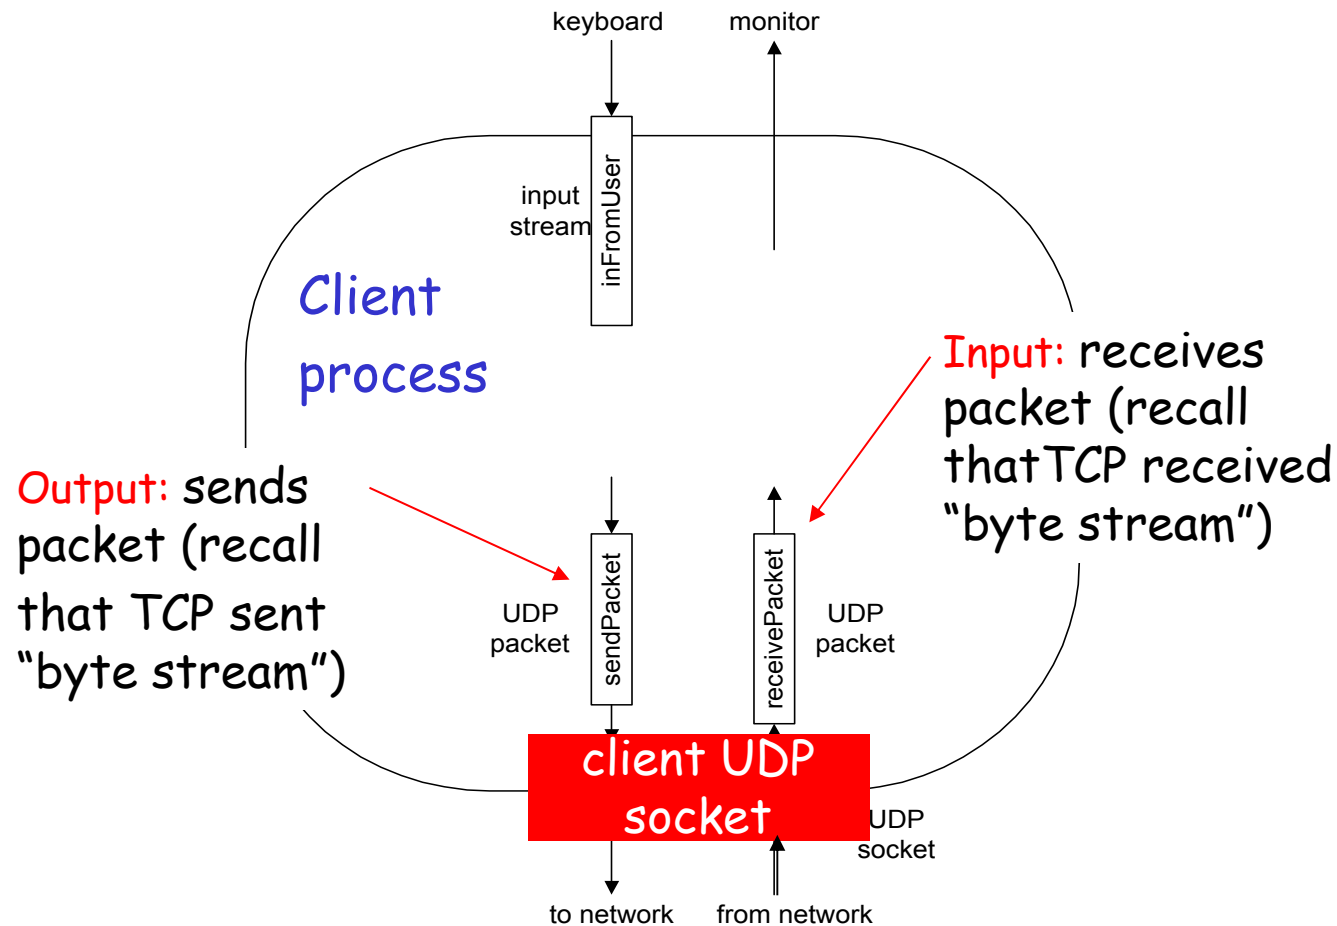 keyboard
monitor
input
stream
inFromUser
Client
process
Input: receives
packet (recall
thatTCP received
“byte stream”)
Output: sends
packet (recall
that TCP sent
“byte stream”)
UDP
packet
sendPacket
receivePacket
UDP
packet
client UDP
socket
UDP
socket
to network
from network